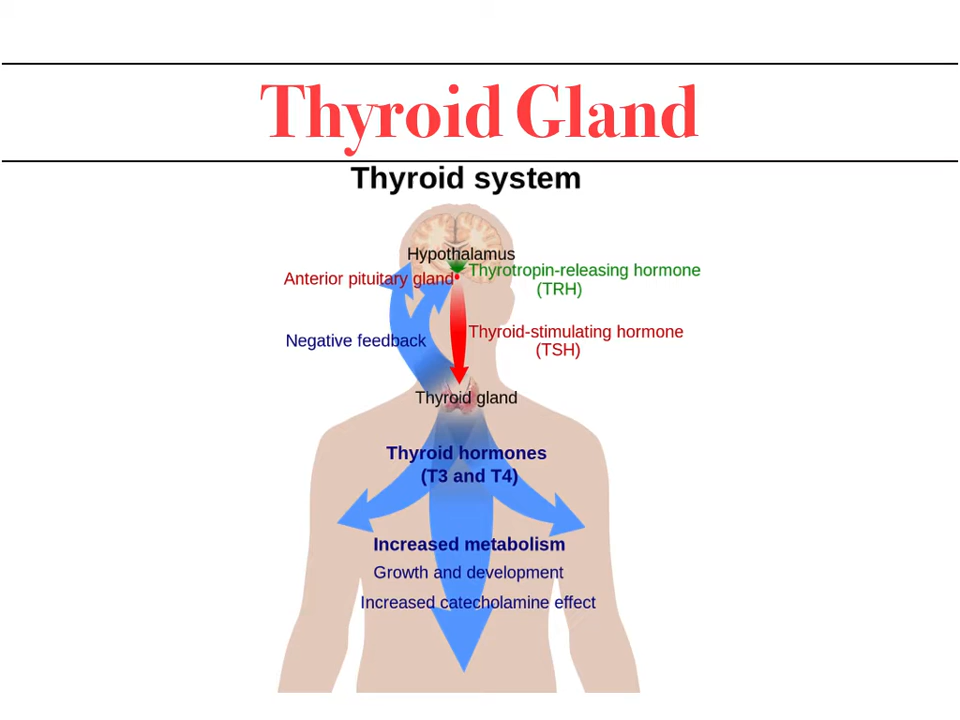 Thyroid Gland
Thyroid system
Hypothalamus
Thyrotropin-releasing hormone
(TRH)
Anterior pituitary gland
Thyroid-stimulating hormone
(TSH)
Negative feedback
Thyroid gland
Thyroid hormones
(T3 and T4)
Increased metabolism
Growth and development
Increased catecholamine effect